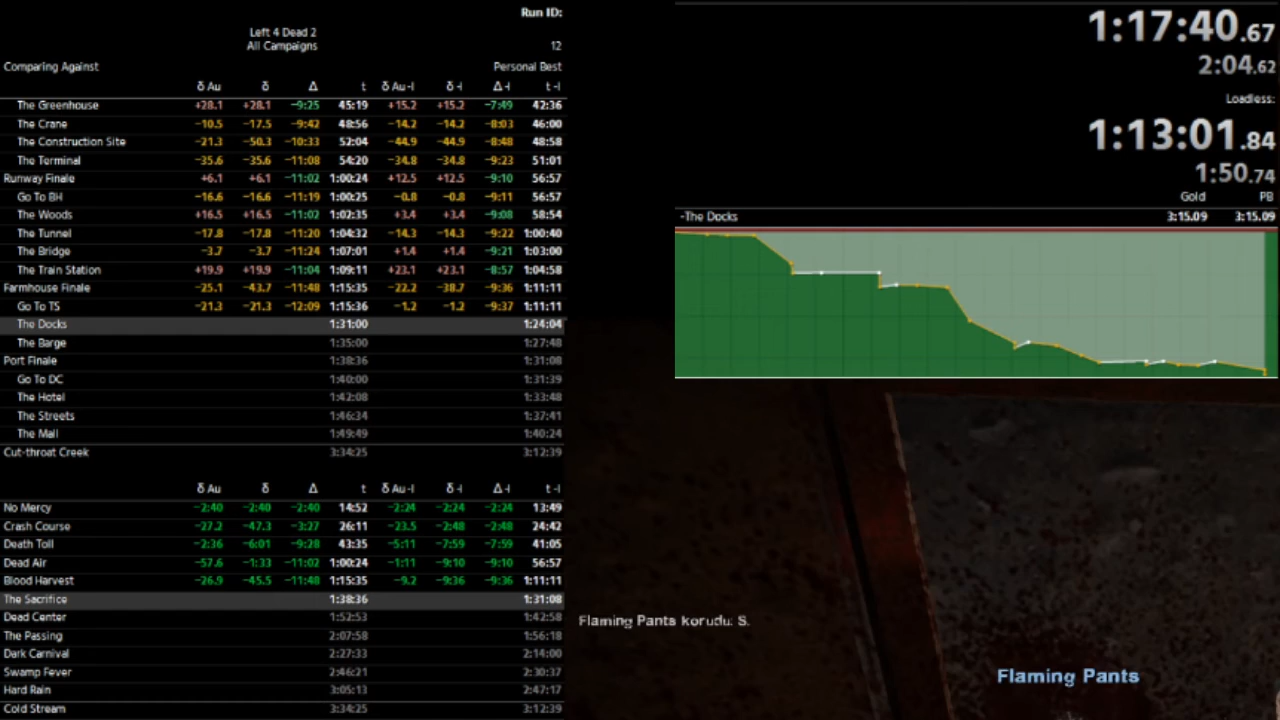 Run ID:
Left 4 Dead 2
All Campaigns 12
Comparing Against Personal Best
δ Au δ Δ t δ Au-l δ -l Δ -l t -l
The Greenhouse +28.1 +28.1 −9:25 45:19 +15.2 +15.2 −7:49 42:36
The Crane −10.5 −17.5 −9:42 48:56 −14.2 −14.2 −8:03 46:00
The Construction Site −21.3 −50.3 −10:33 52:04 −44.9 −44.9 −8:48 48:58
The Terminal −35.6 −35.6 −11:08 54:20 −34.8 −34.8 −9:23 51:01
Runway Finale +6.1 +6.1 −11:02 1:00:24 +12.5 +12.5 −9:10 56:57
Go To BH −16.6 −16.6 −11:19 1:00:25 −0.8 −0.8 −9:11 56:57
The Woods +16.5 +16.5 −11:02 1:02:35 +3.4 +3.4 −9:08 58:54
The Tunnel −17.8 −17.8 −11:20 1:04:32 −14.3 −14.3 −9:22 1:00:40
The Bridge −3.7 −3.7 −11:24 1:07:01 +1.4 +1.4 −9:21 1:03:00
The Train Station +19.9 +19.9 −11:04 1:09:11 +23.1 +23.1 −8:57 1:04:58
Farmhouse Finale −25.1 −43.7 −11:48 1:15:35 −22.2 −38.7 −9:36 1:11:11
Go To TS −21.3 −21.3 −12:09 1:15:36 −1.2 −1.2 −9:37 1:11:11
The Docks 1:31:00 1:24:04
The Barge 1:35:00 1:27:48
Port Finale 1:38:36 1:31:08
Go To DC 1:40:00 1:31:39
The Hotel 1:42:08 1:33:48
The Streets 1:46:34 1:37:41
The Mall 1:49:49 1:40:24
Cut-throat Creek 3:34:25 3:12:39
δ Au δ Δ t δ Au-l δ -l Δ -l t -l
No Mercy −2:40 −2:40 −2:40 14:52 −2:24 −2:24 −2:24 13:49
Crash Course −27.2 −47.3 −3:27 26:11 −23.5 −2:48 −2:48 24:42
Death Toll −2:36 −6:01 −9:28 43:35 −5:11 −7:59 −7:59 41:05
Dead Air −57.6 −1:33 −11:02 1:00:24 −1:11 −9:10 −9:10 56:57
Blood Harvest −26.9 −45.5 −11:48 1:15:35 −9.2 −9:36 −9:36 1:11:11
The Sacrifice 1:38:36 1:31:08
Dead Center 1:52:53 1:42:58
The Passing 2:07:58 1:56:18
Dark Carnival 2:27:33 2:14:00
Swamp Fever 2:46:21 2:30:37
Hard Rain 3:05:13 2:47:17
Cold Stream 3:34:25 3:12:39
1:17:40.67
2:04.62
Loadless:
1:13:01.84
1:50.74
Gold PB
-The Docks 3:15.09 3:15.09
Flaming Pants korudu: S.
Flaming Pants